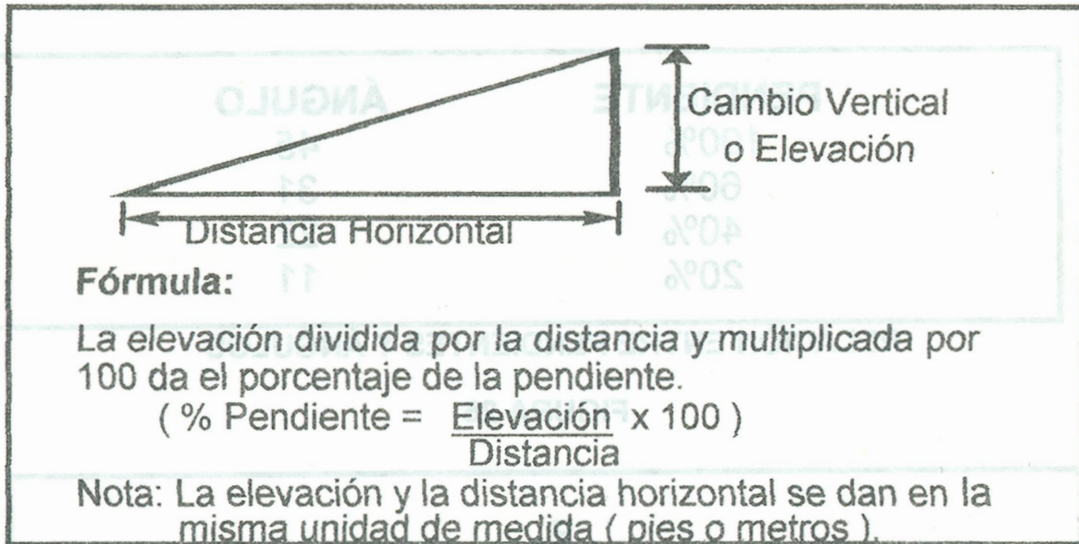 Cambio Vertical
o Elevación
Distancia Horizontal
Fórmula:
La elevación dividida por la distancia y multiplicada por
100 da el porcentaje de la pendiente.
( % Pendiente = Elevación x 100 )
Distancia
Nota: La elevación y la distancia horizontal se dan en la
misma unidad de medida ( pies o metros ).